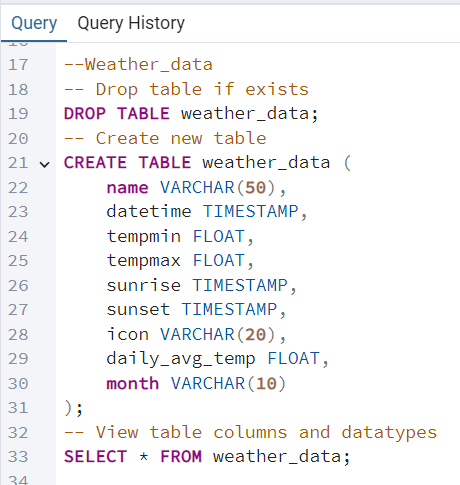 Query Query History
17 --Weather_data
18 -- Drop table if exists
19 DROP TABLE weather_data;
20 -- Create new table
21 CREATE TABLE weather_data (
22     name VARCHAR(50),
23     datetime TIMESTAMP,
24     tempmin FLOAT,
25     tempmax FLOAT,
26     sunrise TIMESTAMP,
27     sunset TIMESTAMP,
28     icon VARCHAR(20),
29     daily_avg_temp FLOAT,
30     month VARCHAR(10)
31 );
32 -- View table columns and datatypes
33 SELECT * FROM weather_data;
34